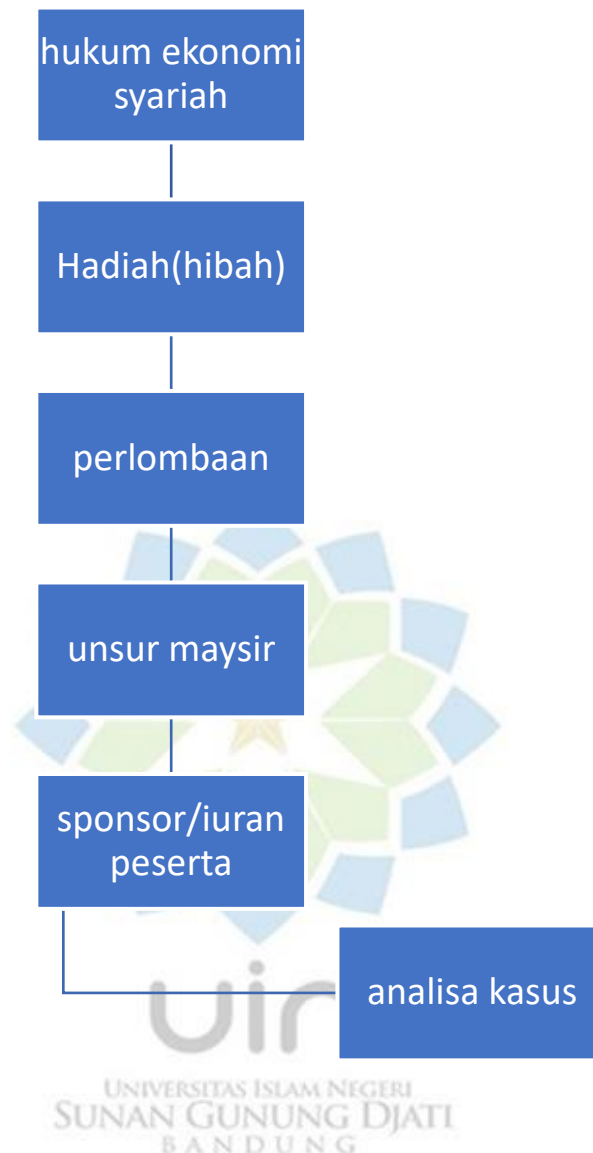 hukum ekonomi
syariah
Hadiah(hibah)
perlombaan
unsur maysir
sponsor/iuran
peserta
analisa kasus
UNIVERSITAS ISLAM NEGERI
SUNAN GUNUNG DJATI
BANDUNG